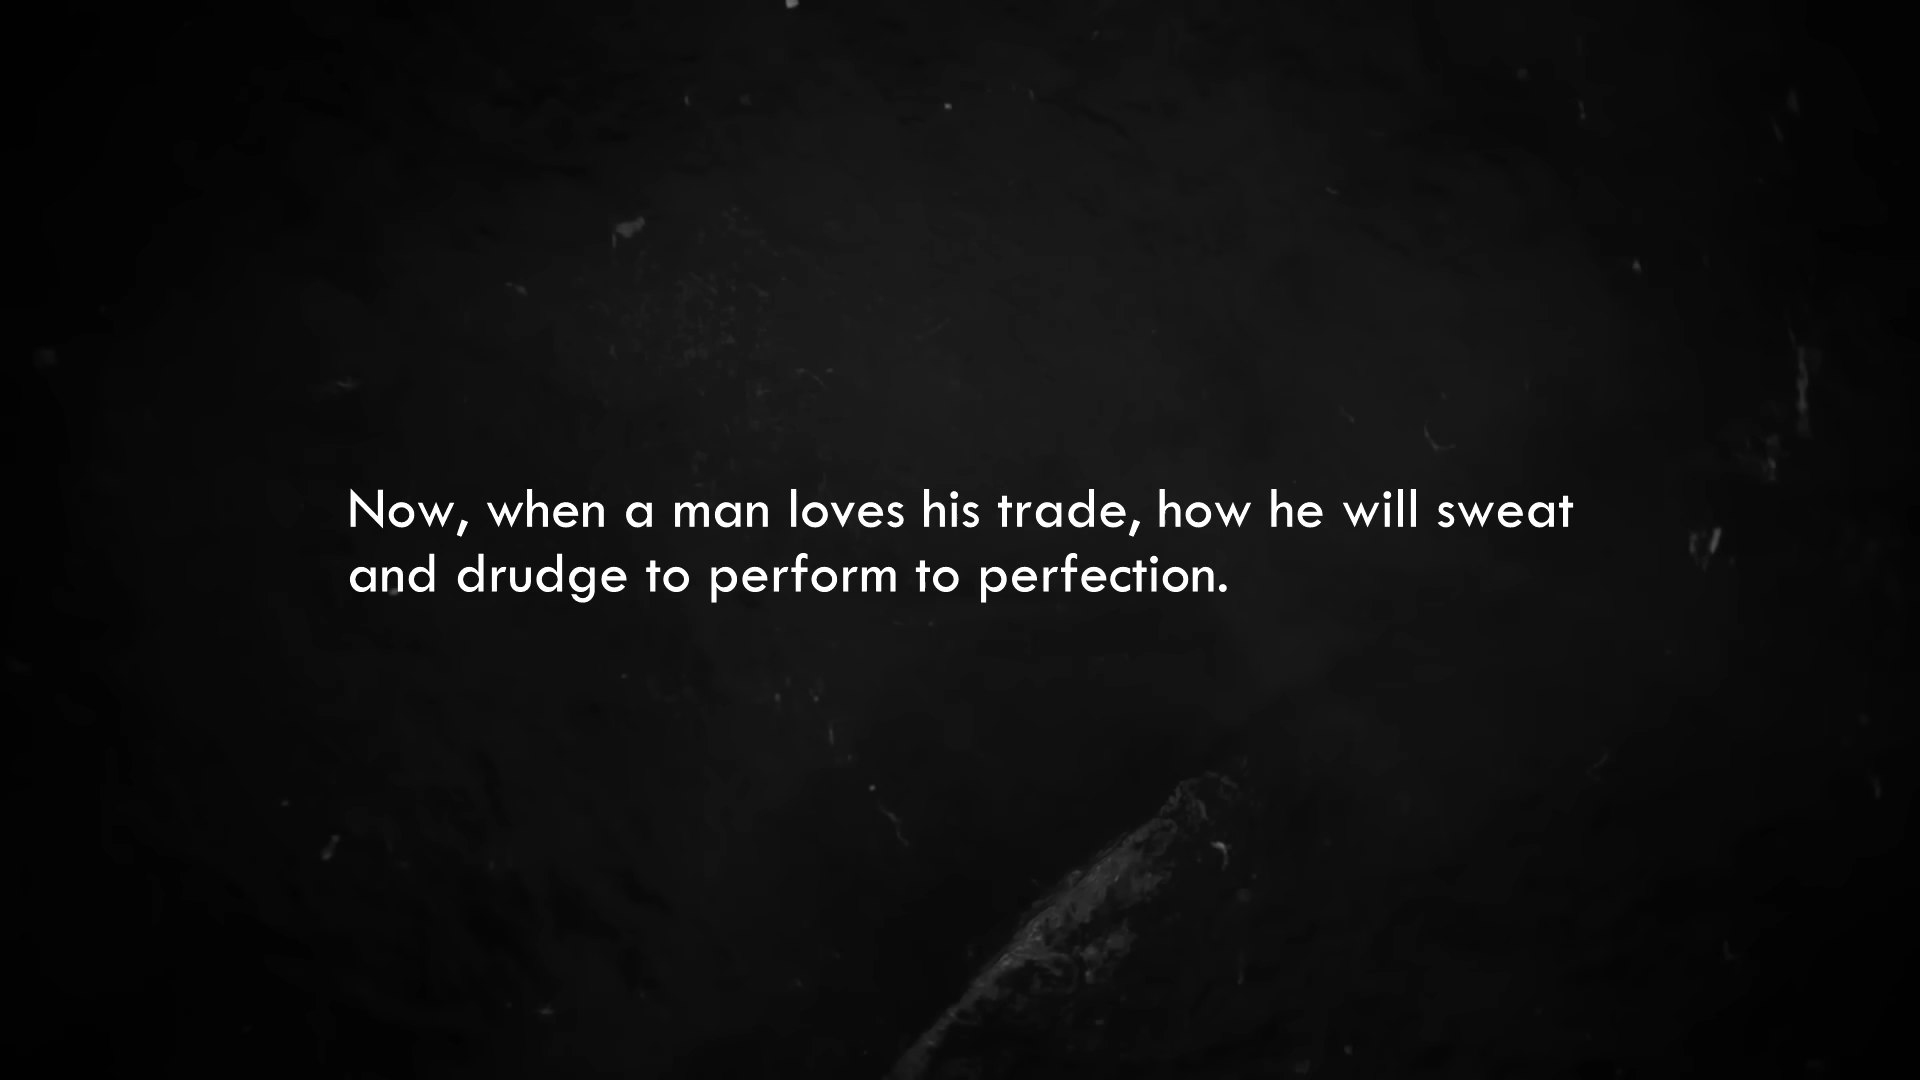 Now, when a man loves his trade, how he will sweat
and drudge to perform to perfection.